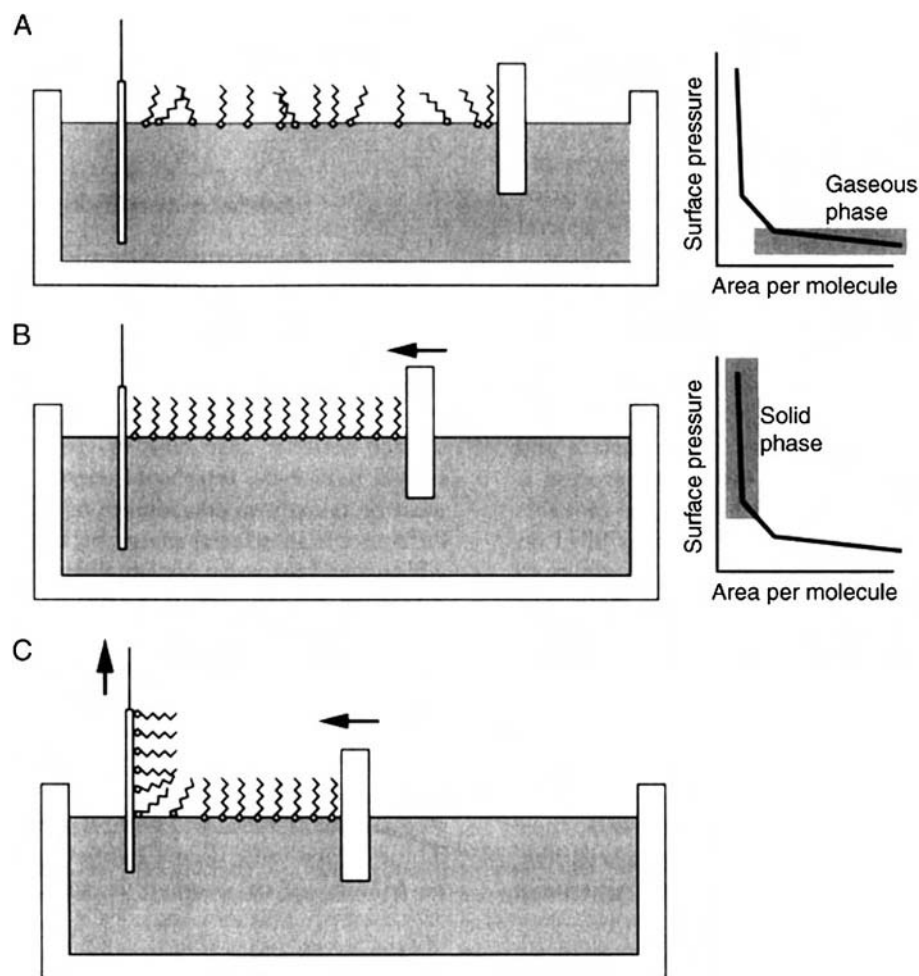 A
Surface pressure
Gaseous
phase
Area per molecule
B
Surface pressure
Solid
phase
Area per molecule
C